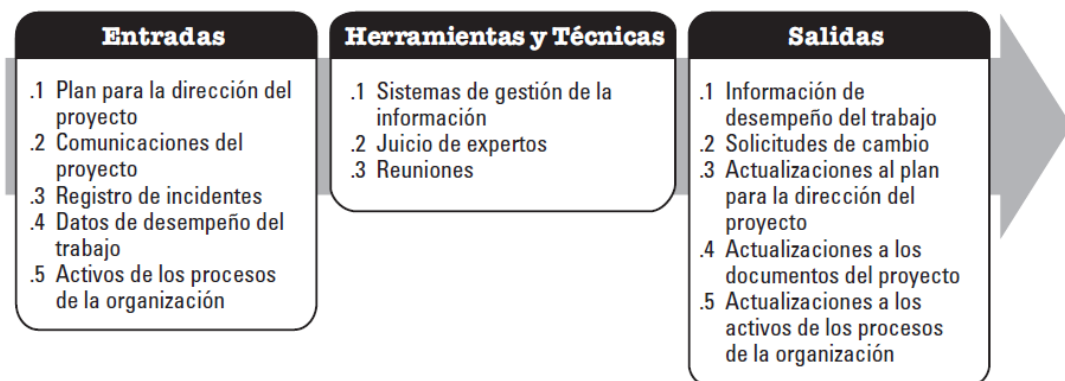 Entradas
.1 Plan para la dirección del
proyecto
.2 Comunicaciones del
proyecto
.3 Registro de incidentes
.4 Datos de desempeño del
trabajo
.5 Activos de los procesos
de la organización
Herramientas y Técnicas
.1 Sistemas de gestión de la
información
.2 Juicio de expertos
.3 Reuniones
Salidas
.1 Información de
desempeño del trabajo
.2 Solicitudes de cambio
.3 Actualizaciones al plan
para la dirección del
proyecto
.4 Actualizaciones a los
documentos del proyecto
.5 Actualizaciones a los
activos de los procesos
de la organización